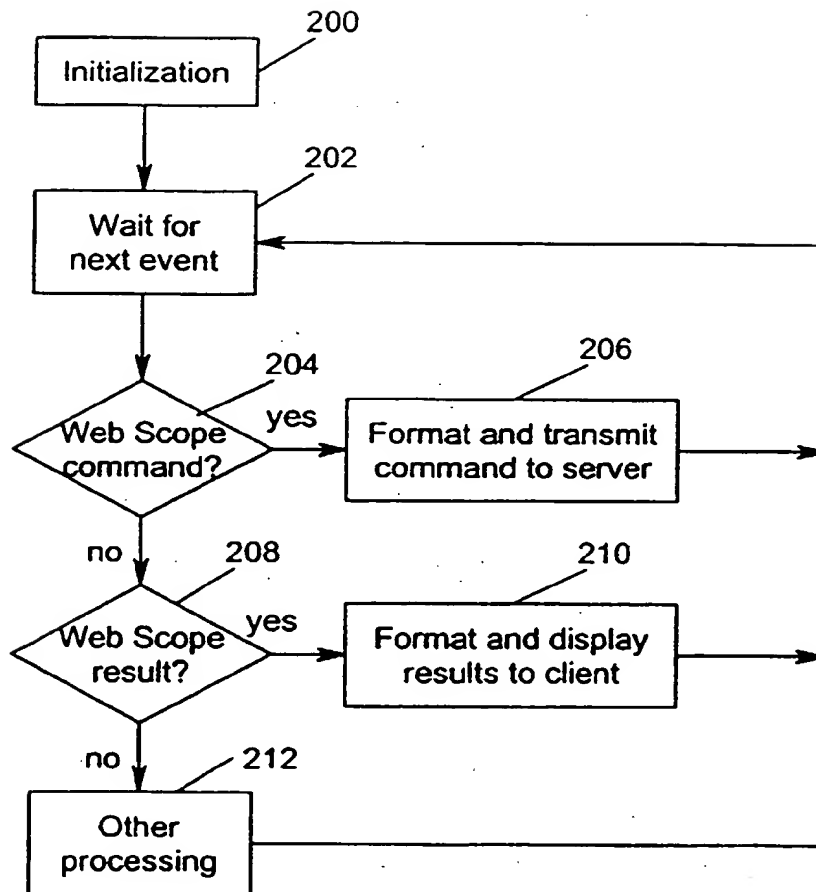 200
Initialization
202
Wait for
next event
204
Web Scope
command?
yes
206
Format and transmit
command to server
no
208
Web Scope
result?
yes
210
Format and display
results to client
no
212
Other
processing